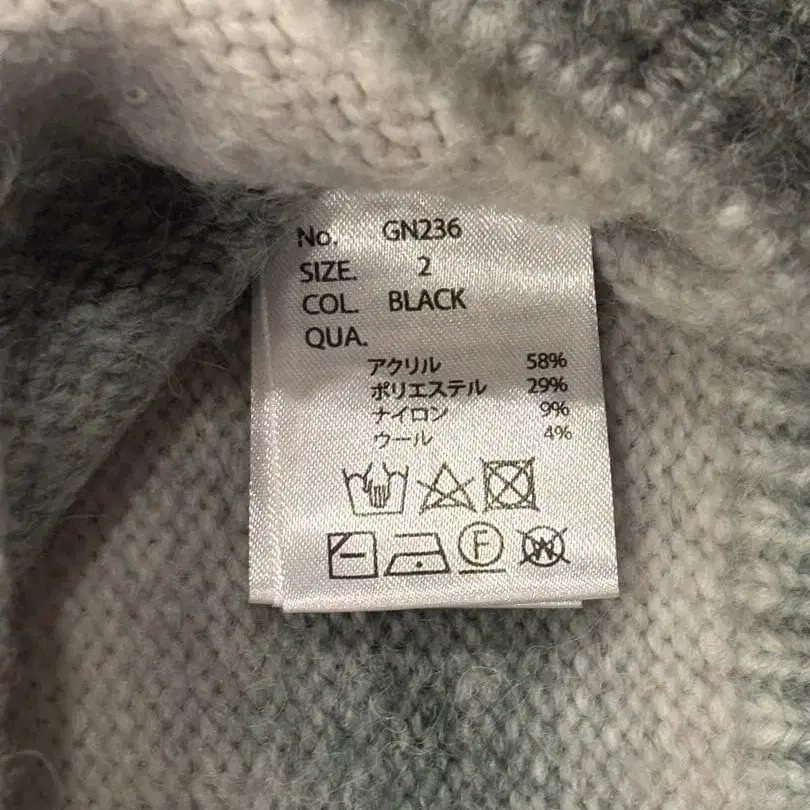 No. GN236
SIZE. 2
COL. BLACK
QUA.
アクリル 58%
ポリエステル 29%
ナイロン 9%
ウール 4%
F W